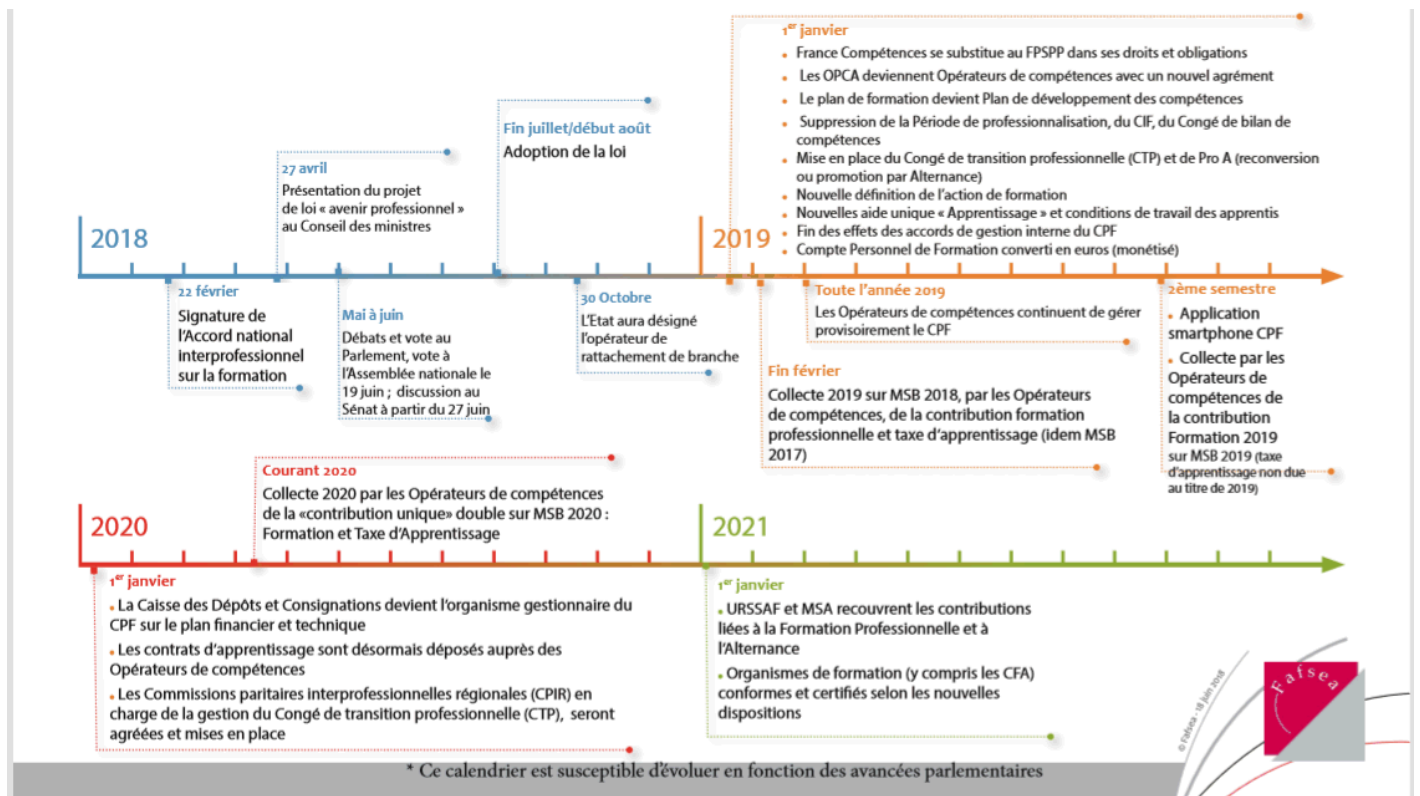 2018
22 février
Signature de
l'Accord national
interprofessionnel
sur la formation
27 avril
Présentation du projet
de loi « avenir professionnel »
au Conseil des ministres
Mai à juin
Débats et vote au
Parlement, vote à
l'Assemblée nationale le
19 juin ; discussion au
Sénat à partir du 27 juin
Fin juillet/début août
Adoption de la loi
30 Octobre
L'Etat aura désigné
l'opérateur de
rattachement de branche
2019
1er janvier
• France Compétences se substitue au FPSPP dans ses droits et obligations
• Les OPCA deviennent Opérateurs de compétences avec un nouvel agrément
• Le plan de formation devient Plan de développement des compétences
• Suppression de la Période de professionnalisation, du CIF, du Congé de bilan de
compétences
• Mise en place du Congé de transition professionnelle (CTP) et de Pro A (reconversion
ou promotion par Alternance)
• Nouvelle définition de l'action de formation
• Nouvelles aide unique « Apprentissage » et conditions de travail des apprentis
• Fin des effets des accords de gestion interne du CPF
• Compte Personnel de Formation converti en euros (monétisé)
Toute l'année 2019
Les Opérateurs de compétences continuent de gérer
provisoirement le CPF
Fin février
Collecte 2019 sur MSB 2018, par les Opérateurs
de compétences, de la contribution formation
professionnelle et taxe d'apprentissage (idem MSB
2017)
2ème semestre
• Application
smartphone CPF
• Collecte par les
Opérateurs de
compétences de
la contribution
Formation 2019
sur MSB 2019 (taxe
d'apprentissage non due
au titre de 2019)
2020
Courant 2020
Collecte 2020 par les Opérateurs de compétences
de la «contribution unique» double sur MSB 2020 :
Formation et Taxe d'Apprentissage
1er janvier
• La Caisse des Dépôts et Consignations devient l'organisme gestionnaire du
CPF sur le plan financier et technique
• Les contrats d'apprentissage sont désormais déposés auprès des
Opérateurs de compétences
• Les Commissions paritaires interprofessionnelles régionales (CPIR) en
charge de la gestion du Congé de transition professionnelle (CTP), seront
agréées et mises en place
2021
1er janvier
• URSSAF et MSA recouvrent les contributions
liées à la Formation Professionnelle et à
l'Alternance
• Organismes de formation (y compris les CFA)
conformes et certifiés selon les nouvelles
dispositions
© Fafsea - 18 juin 2018
Fafsea
* Ce calendrier est susceptible d'évoluer en fonction des avancées parlementaires